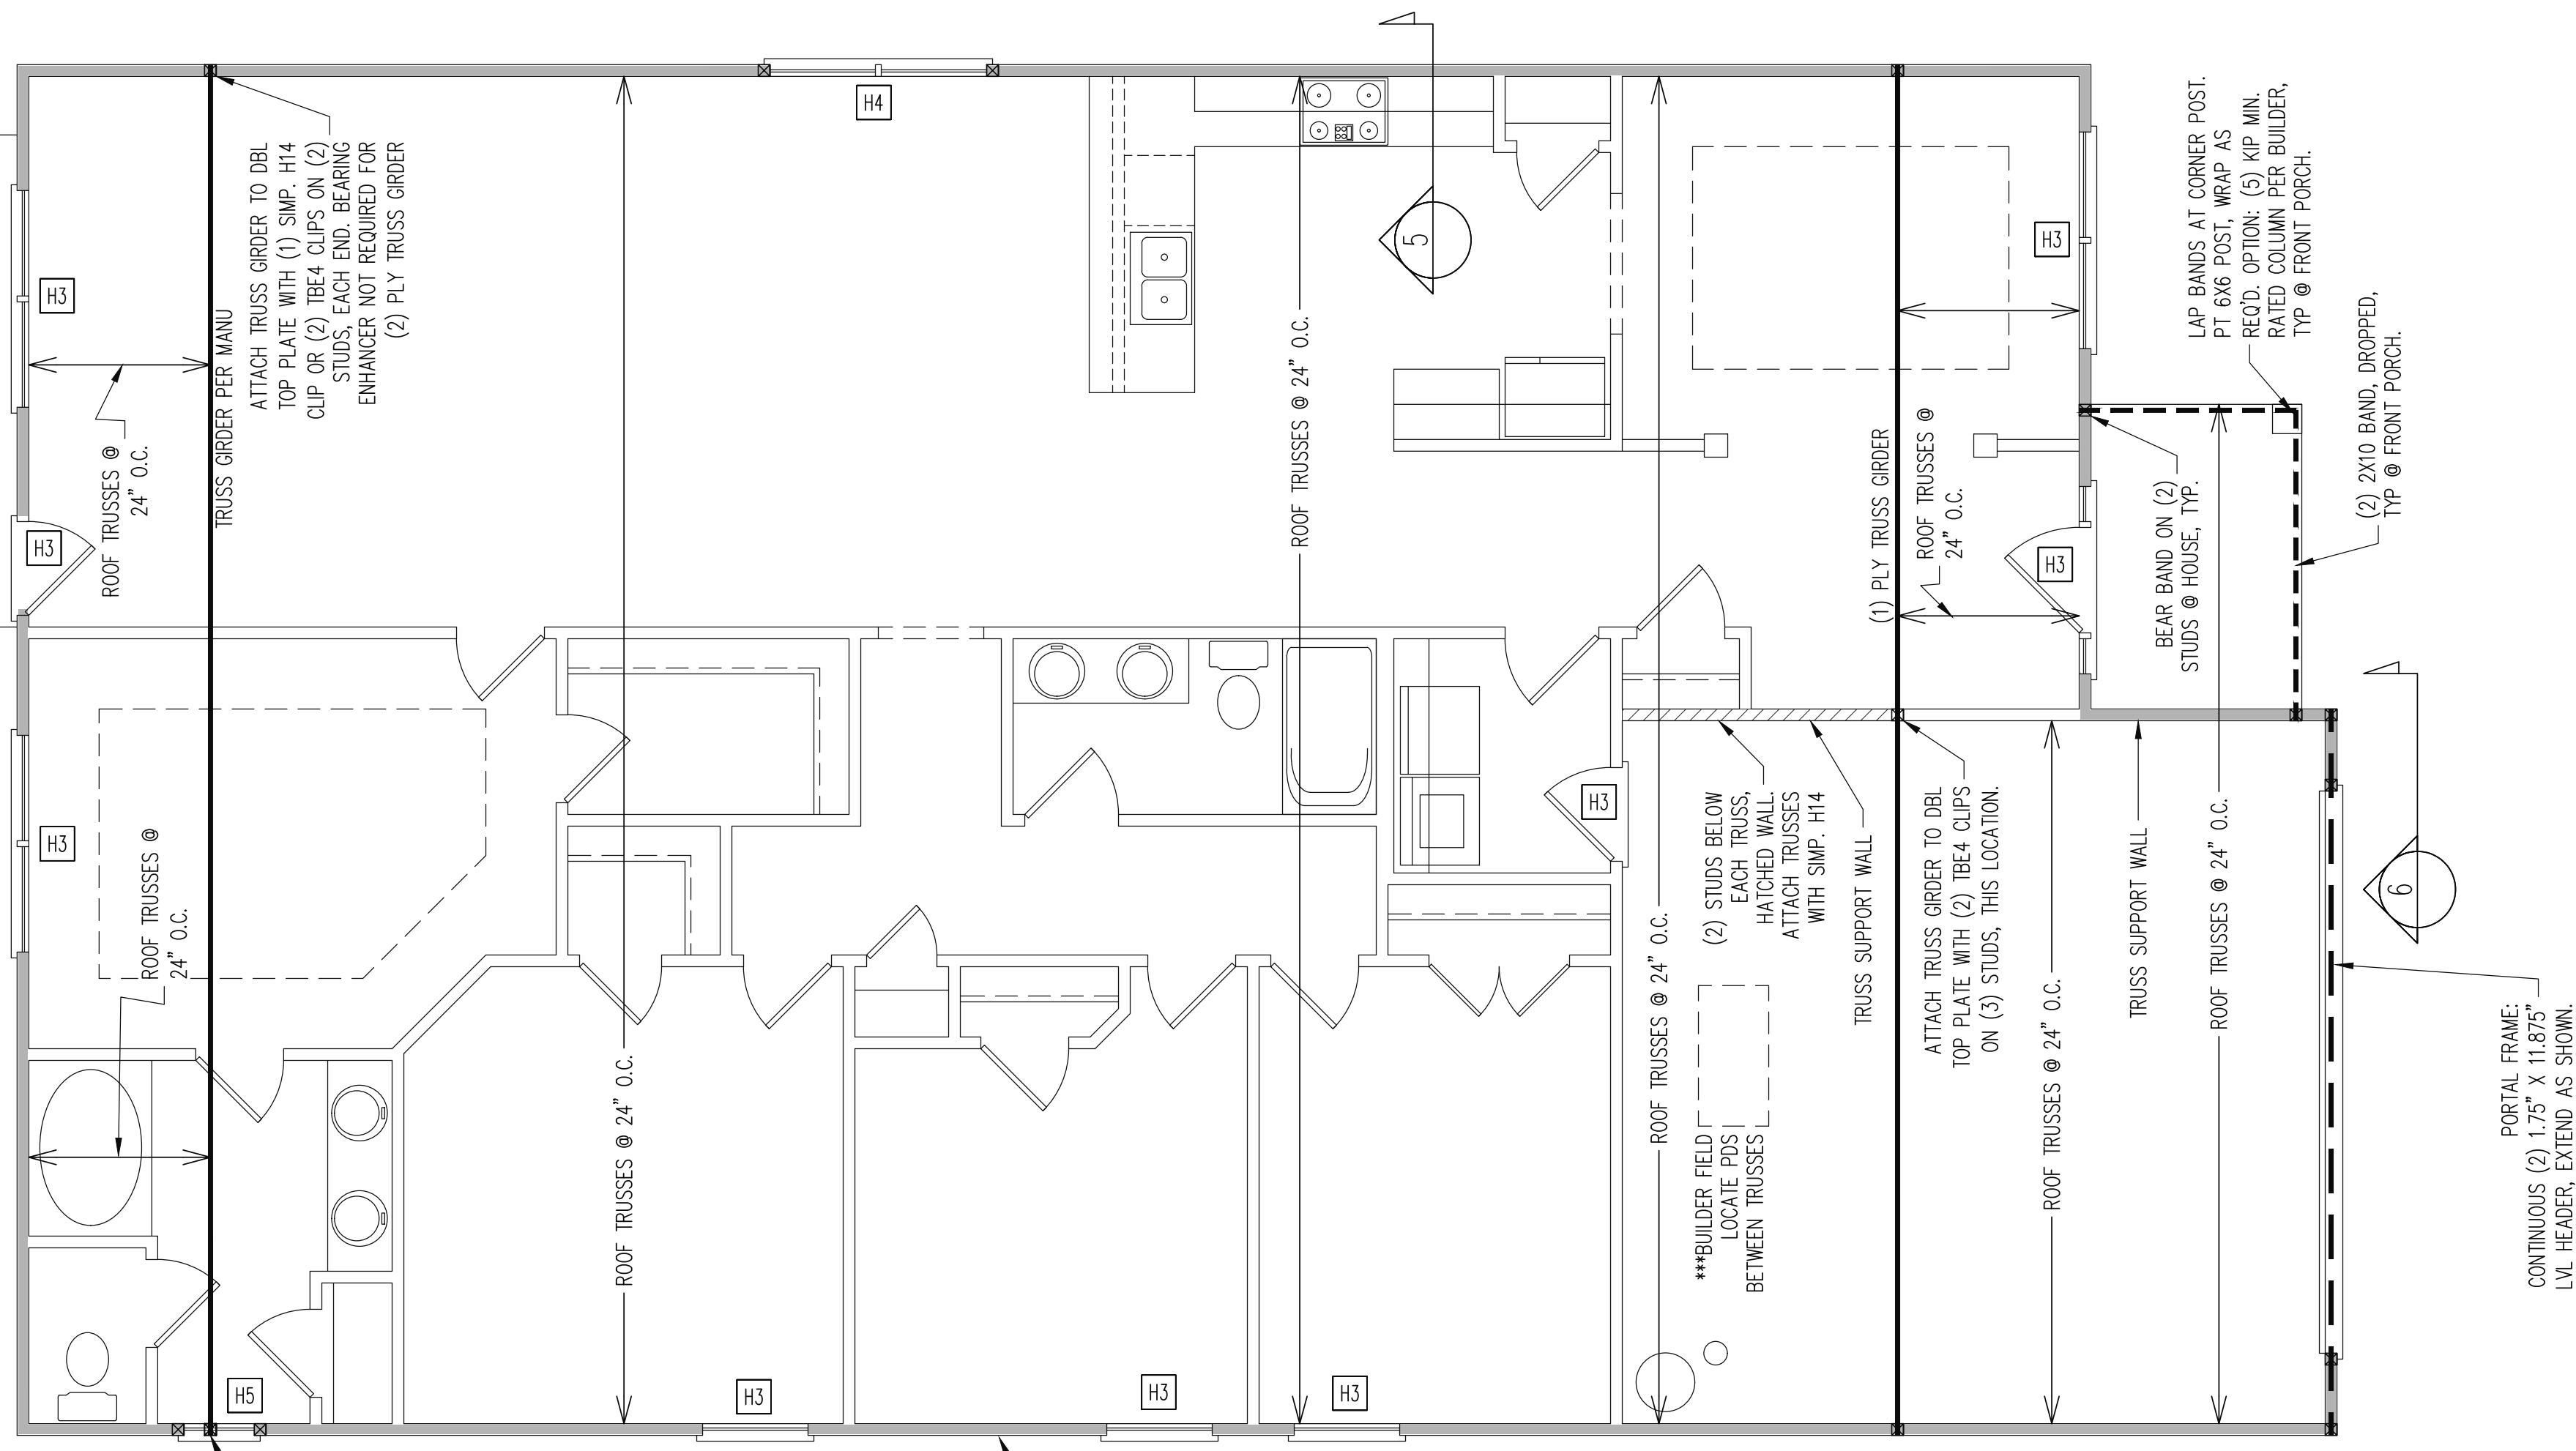 H3
H3
H3
ROOF TRUSSES @
24" O.C.
ROOF TRUSSES @
24" O.C.
TRUSS GIRDER PER MANU
ATTACH TRUSS GIRDER TO DBL
TOP PLATE WITH (1) SIMP. H14
CLIP OR (2) TBE4 CLIPS ON (2)
STUDS, EACH END. BEARING
ENHANCER NOT REQUIRED FOR
(2) PLY TRUSS GIRDER
H5
ROOF TRUSSES @ 24" O.C.
H3
H4
H3
ROOF TRUSSES @ 24" O.C.
H3
5
H3
ROOF TRUSSES @ 24" O.C.
***BUILDER FIELD
LOCATE PDS
BETWEEN TRUSSES
(2) STUDS BELOW
EACH TRUSS,
HATCHED WALL.
ATTACH TRUSSES
WITH SIMP. H14
TRUSS SUPPORT WALL
(1) PLY TRUSS GIRDER
ROOF TRUSSES @
24" O.C.
ATTACH TRUSS GIRDER TO DBL
TOP PLATE WITH (2) TBE4 CLIPS
ON (3) STUDS, THIS LOCATION.
H3
H3
ROOF TRUSSES @ 24" O.C.
TRUSS SUPPORT WALL
BEAR BAND ON (2)
STUDS @ HOUSE, TYP.
LAP BANDS AT CORNER POST.
PT 6X6 POST, WRAP AS
REQ'D. OPTION: (5) KIP MIN.
RATED COLUMN PER BUILDER,
TYP @ FRONT PORCH.
ROOF TRUSSES @ 24" O.C.
(2) 2X10 BAND, DROPPED,
TYP @ FRONT PORCH.
6
PORTAL FRAME:
CONTINUOUS (2) 1.75" X 11.875"
LVL HEADER, EXTEND AS SHOWN.